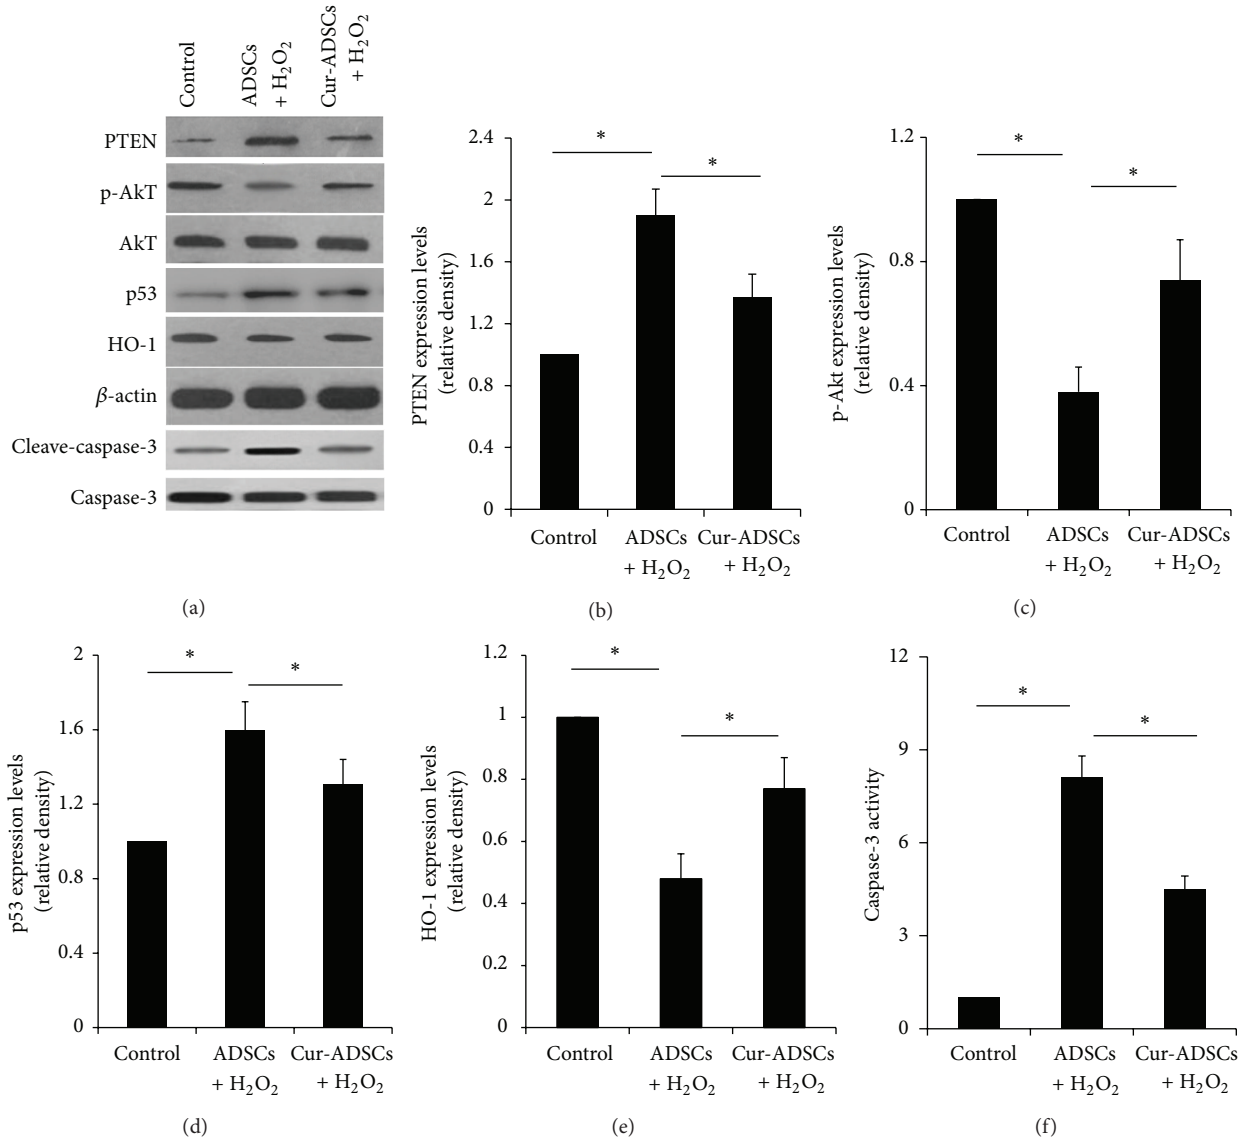 Control
ADSCs
+ H₂O₂
Cur-ADSCs
+ H₂O₂
PTEN
p-AkT
AkT
p53
HO-1
β-actin
Cleave-caspase-3
Caspase-3
(a)
PTEN expression levels
(relative density)
2.4
2
1.6
1.2
0.8
0.4
0
*
*
Control
ADSCs
+ H₂O₂
Cur-ADSCs
+ H₂O₂
(b)
p-Akt expression levels
(relative density)
1.2
0.8
0.4
0
*
*
Control
ADSCs
+ H₂O₂
Cur-ADSCs
+ H₂O₂
(c)
p53 expression levels
(relative density)
2
1.6
1.2
0.8
0.4
0
*
*
Control
ADSCs
+ H₂O₂
Cur-ADSCs
+ H₂O₂
(d)
HO-1 expression levels
(relative density)
1.2
1
0.8
0.6
0.4
0.2
0
*
*
Control
ADSCs
+ H₂O₂
Cur-ADSCs
+ H₂O₂
(e)
Caspase-3 activity
12
9
6
3
0
*
*
Control
ADSCs
+ H₂O₂
Cur-ADSCs
+ H₂O₂
(f)